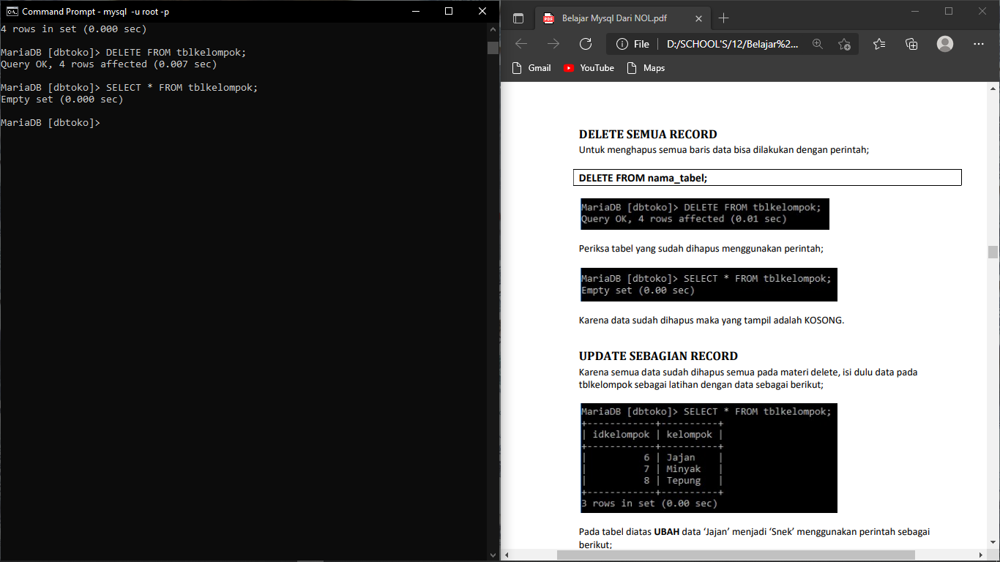 Command Prompt - mysql  -u root -p
4 rows in set (0.000 sec)
MariaDB [dbtoko]> DELETE FROM tblkelompok;
Query OK, 4 rows affected (0.007 sec)
MariaDB [dbtoko]> SELECT * FROM tblkelompok;
Empty set (0.000 sec)
MariaDB [dbtoko]>
Belajar Mysql Dari NOL.pdf
File
D:/SCHOOL'S/12/Belajar%2...
Gmail
YouTube
Maps
DELETE SEMUA RECORD
Untuk menghapus semua baris data bisa dilakukan dengan perintah;
DELETE FROM nama_tabel;
MariaDB [dbtoko]> DELETE FROM tblkelompok;
Query OK, 4 rows affected (0.01 sec)
Periksa tabel yang sudah dihapus menggunakan perintah;
MariaDB [dbtoko]> SELECT * FROM tblkelompok;
Empty set (0.00 sec)
Karena data sudah dihapus maka yang tampil adalah KOSONG.
UPDATE SEBAGIAN RECORD
Karena semua data sudah dihapus semua pada materi delete, isi dulu data pada
tblkelompok sebagai latihan dengan data sebagai berikut;
MariaDB [dbtoko]> SELECT * FROM tblkelompok;
+------------+----------+
| idkelompok | kelompok |
+------------+----------+
|          6 | Jajan    |
|          7 | Minyak   |
|          8 | Tepung   |
+------------+----------+
3 rows in set (0.00 sec)
Pada tabel diatas UBAH data ‘Jajan’ menjadi ‘Snek’ menggunakan perintah sebagai
berikut;